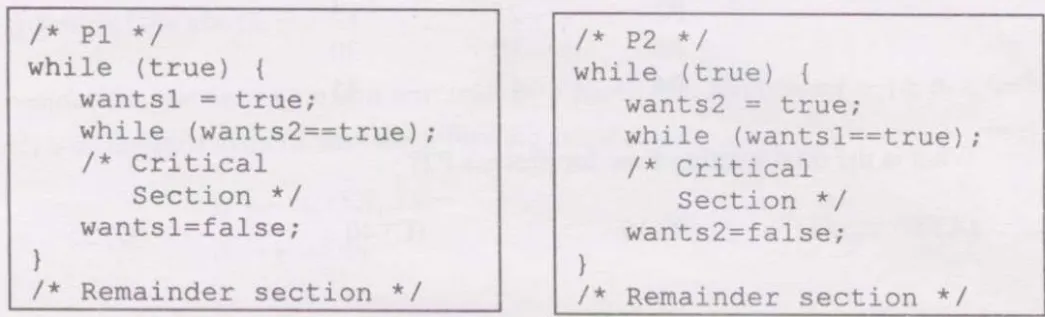 /* P1 */
while (true) {
wants1 = true;
while (wants2==true);
/* Critical
Section */
wants1=false;
}
/* Remainder section */
/* P2 */
while (true) {
wants2 = true;
while (wants1==true);
/* Critical
Section */
wants2=false;
}
/* Remainder section */